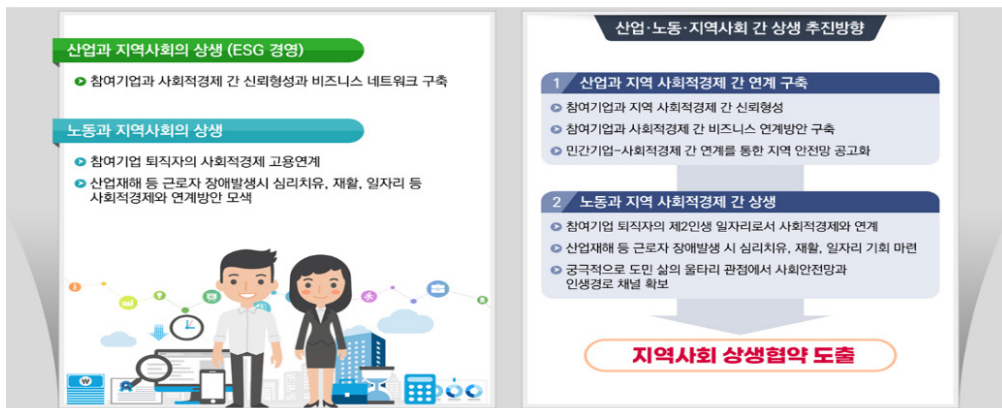 산업과 지역사회의 상생 (ESG 경영)
참여기업과 사회적경제 간 신뢰형성과 비즈니스 네트워크 구축
노동과 지역사회의 상생
참여기업 퇴직자의 사회적경제 고용연계
산업재해 등 근로자 장애발생시 심리치유, 재활, 일자리 등
사회적경제와 연계방안 모색
W
산업·노동·지역사회 간 상생 추진방향
1 산업과 지역 사회적경제 간 연계 구축
참여기업과 지역 사회적경제 간 신뢰형성
참여기업과 사회적경제 간 비즈니스 연계방안 구축
민간기업-사회적경제 간 연계를 통한 지역 안전망 공고화
2 노동과 지역 사회적경제 간 상생
참여기업 퇴직자의 제2인생 일자리로서 사회적경제와 연계
산업재해 등 근로자 장애발생 시 심리치유, 재활, 일자리 기회 마련
궁극적으로 도민 삶의 울타리 관점에서 사회안전망과
인생경로 채널 확보
지역사회 상생협약 도출